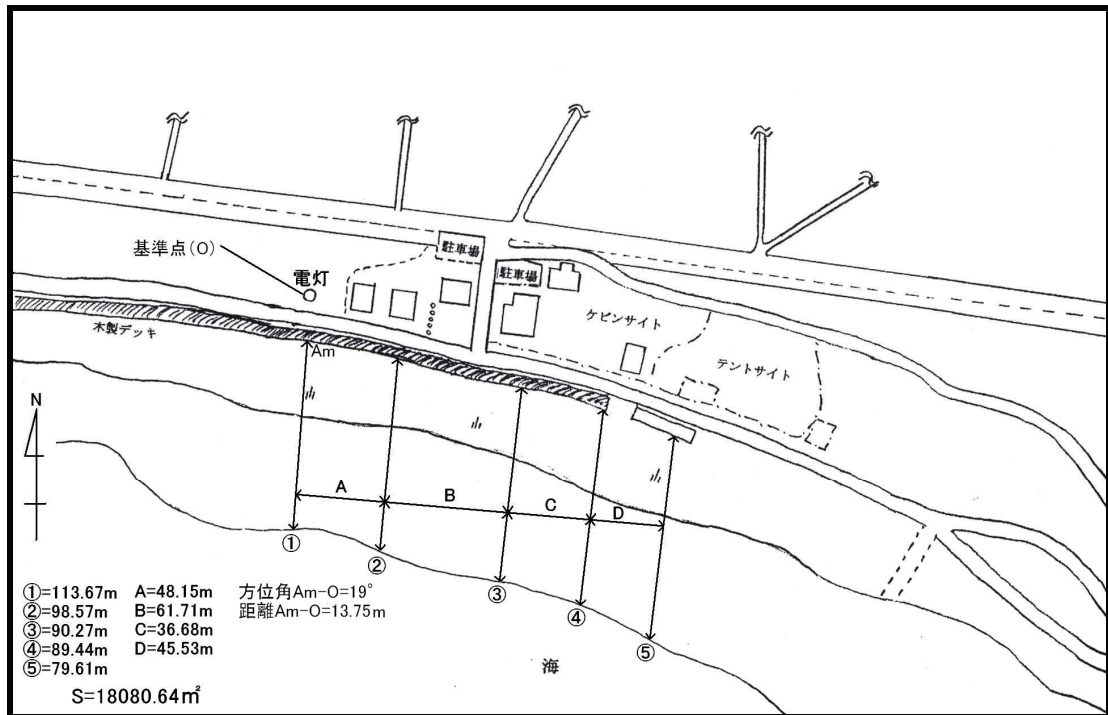 駐車場
基準点(O)
電灯
駐車場
ケビンサイト
木製デッキ
Am
テントサイト
N
A
B
C
D
①
②
③
④
⑤
①=113.67m A=48.15m 方位角Am-O=19°
②=98.57m B=61.71m 距離Am-O=13.75m
③=90.27m C=36.68m
④=89.44m D=45.53m
⑤=79.61m
海
S=18080.64㎡